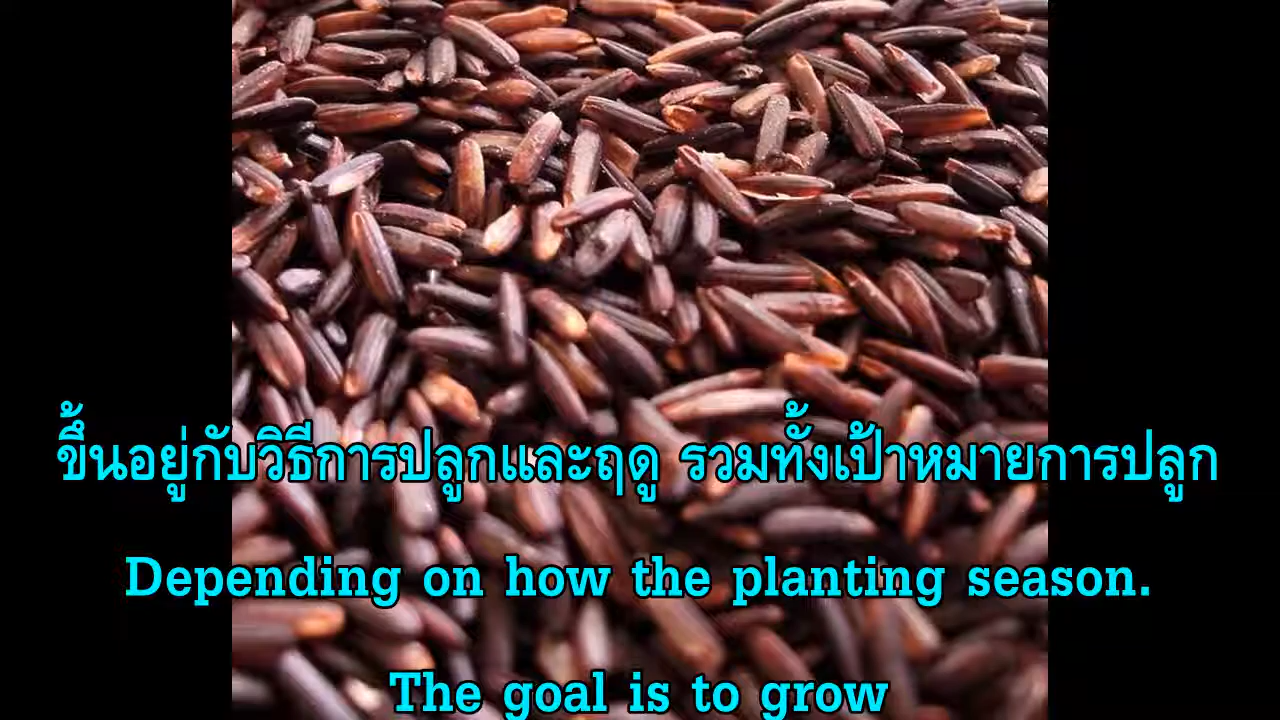 ขึ้นอยู่กับวิธีการปลูกและฤดู รวมทั้งเป้าหมายการปลูก
Depending on how the planting season.
The goal is to grow